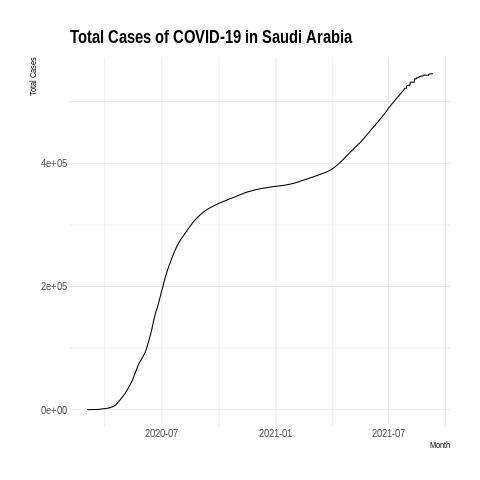 Total Cases of COVID-19 in Saudi Arabia
Total Cases
4e+05
2e+05
0e+00
2020-07 2021-01 2021-07
Month